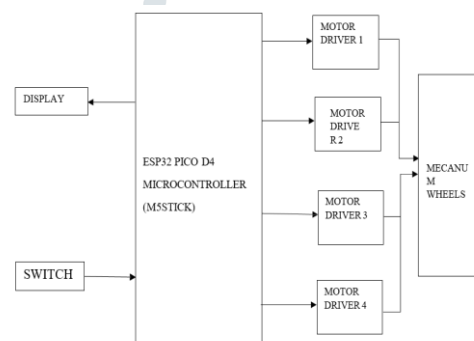 DISPLAY
SWITCH
ESP32 PICO D4
MICROCONTROLLER
(M5STICK)
MOTOR
DRIVER 1
MOTOR
DRIVE
R 2
MOTOR
DRIVER 3
MOTOR
DRIVER 4
MECANU
M
WHEELS